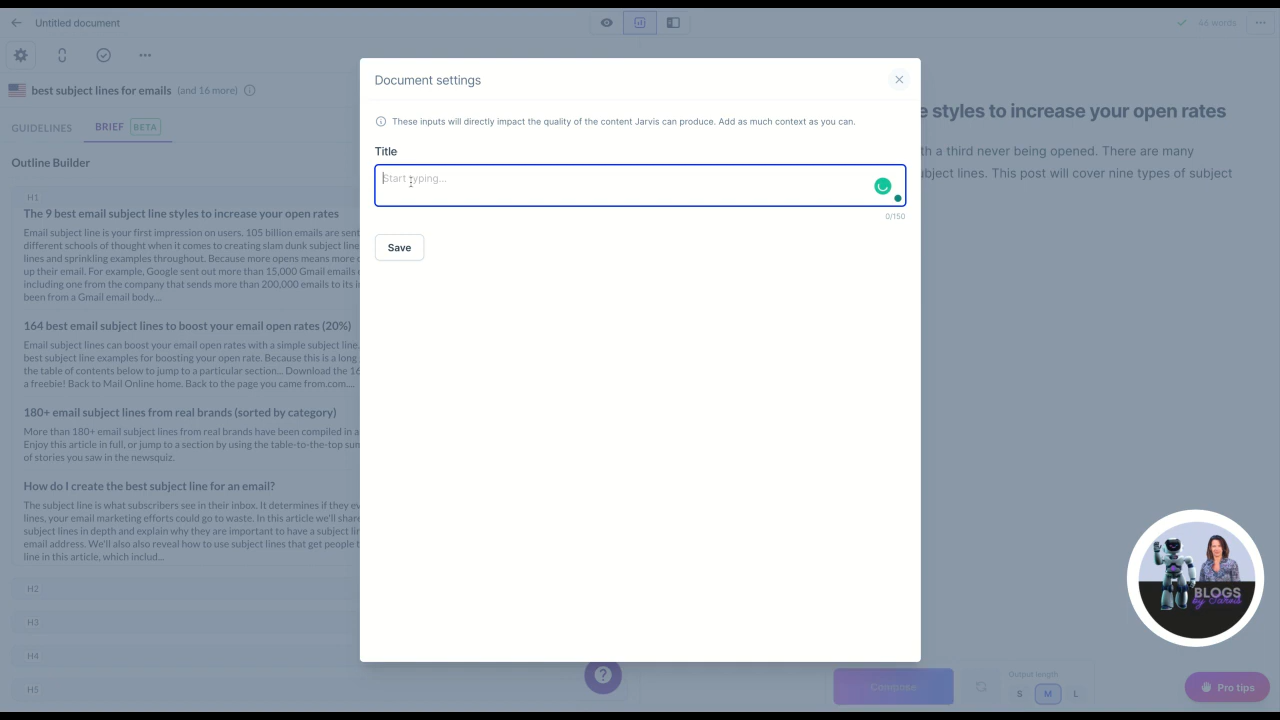 Untitled document
44 words
best subject lines for emails (and 16 more)
GUIDELINES
BRIEF BETA
Outline Builder
H1
The 9 best email subject line styles to increase your open rates
Email subject line is your first impression on users. 105 billion emails are sent
different schools of thought when it comes to creating slam dunk subject line
lines and sprinkling examples throughout. Because more opens means more
up their email. For example, Google sent out more than 15,000 Gmail emails
including one from the company that sends more than 200,000 emails to its
been from a Gmail email body....
164 best email subject lines to boost your email open rates (20%)
Email subject lines can boost your email open rates with a simple subject line.
best subject line examples for boosting your open rate. Because this is a long
the table of contents below to jump to a particular section... Download the 16
a freebie! Back to Mail Online home. Back to the page you came from.com....
180+ email subject lines from real brands (sorted by category)
More than 180+ email subject lines from real brands have been compiled in a
Enjoy this article in full, or jump to a section by using the table-to-the-top
of stories you saw in the newsquiz.
How do I create the best subject line for an email?
The subject line is what subscribers see in their inbox. It determines if they
lines, your email marketing efforts could go to waste. In this article we'll share
subject lines in depth and explain why they are important to have a subject
email address. We'll also also reveal how to use subject lines that get people
line in this article, which includ...
H2
H3
H4
H5
Document settings
These inputs will directly impact the quality of the content Jarvis can produce. Add as much context as you can.
Title
Start typing...
0/150
Save
e styles to increase your open rates
h a third never being opened. There are many
ubject lines. This post will cover nine types of subject
BLOGS
by Jarvis
?
Compose
Output length
S M L
Pro tips